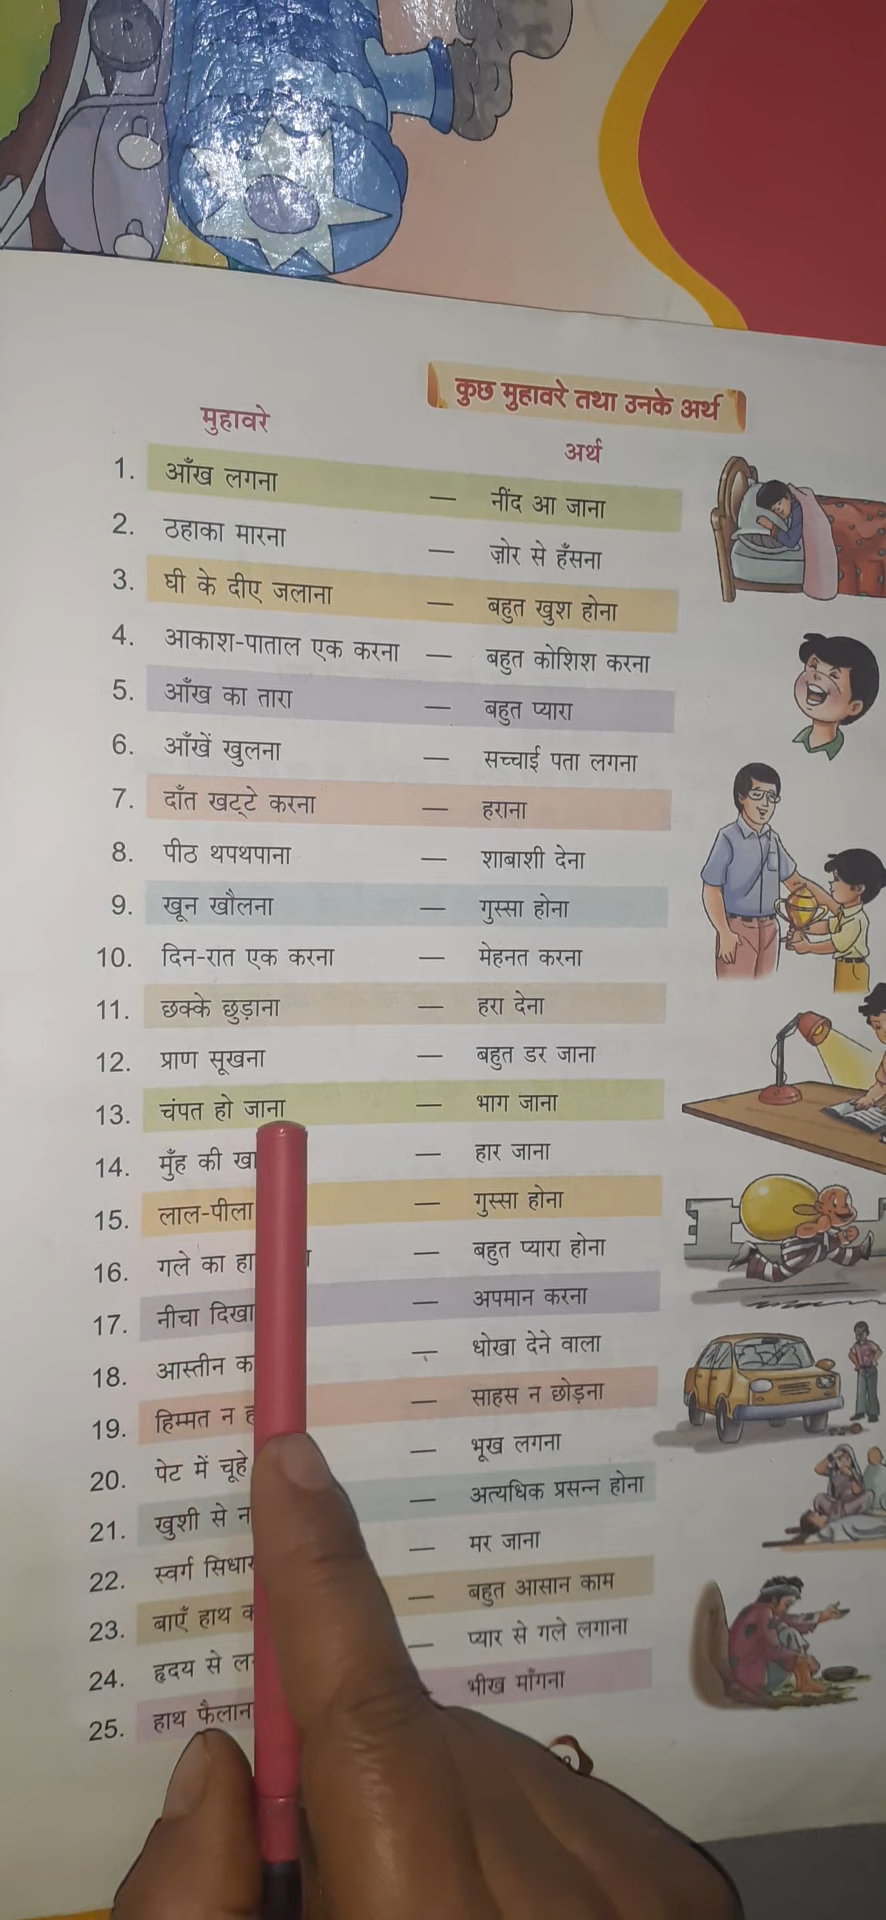 कुछ मुहावरे तथा उनके अर्थ
मुहावरे अर्थ
1. आँख लगना — नींद आ जाना
2. ठहाका मारना — ज़ोर से हँसना
3. घी के दीए जलाना — बहुत खुश होना
4. आकाश-पाताल एक करना — बहुत कोशिश करना
5. आँख का तारा — बहुत प्यारा
6. आँखें खुलना — सच्चाई पता लगना
7. दाँत खट्टे करना — हराना
8. पीठ थपथपाना — शाबाशी देना
9. खून खौलना — गुस्सा होना
10. दिन-रात एक करना — मेहनत करना
11. छक्के छुड़ाना — हरा देना
12. प्राण सूखना — बहुत डर जाना
13. चंपत हो जाना — भाग जाना
14. मुँह की — हार जाना
15. लाल-पीला — गुस्सा होना
16. गले का — बहुत प्यारा होना
17. नीचा — अपमान करना
18. आस्तीन — धोखा देने वाला
19. हिम्मत न — साहस न छोड़ना
20. पेट में चूहे — भूख लगना
21. खुशी से — अत्यधिक प्रसन्न होना
22. स्वर्ग — मर जाना
23. बाएँ हाथ — बहुत आसान काम
24. हृदय से — प्यार से गले लगाना
25. हाथ भीख माँगना